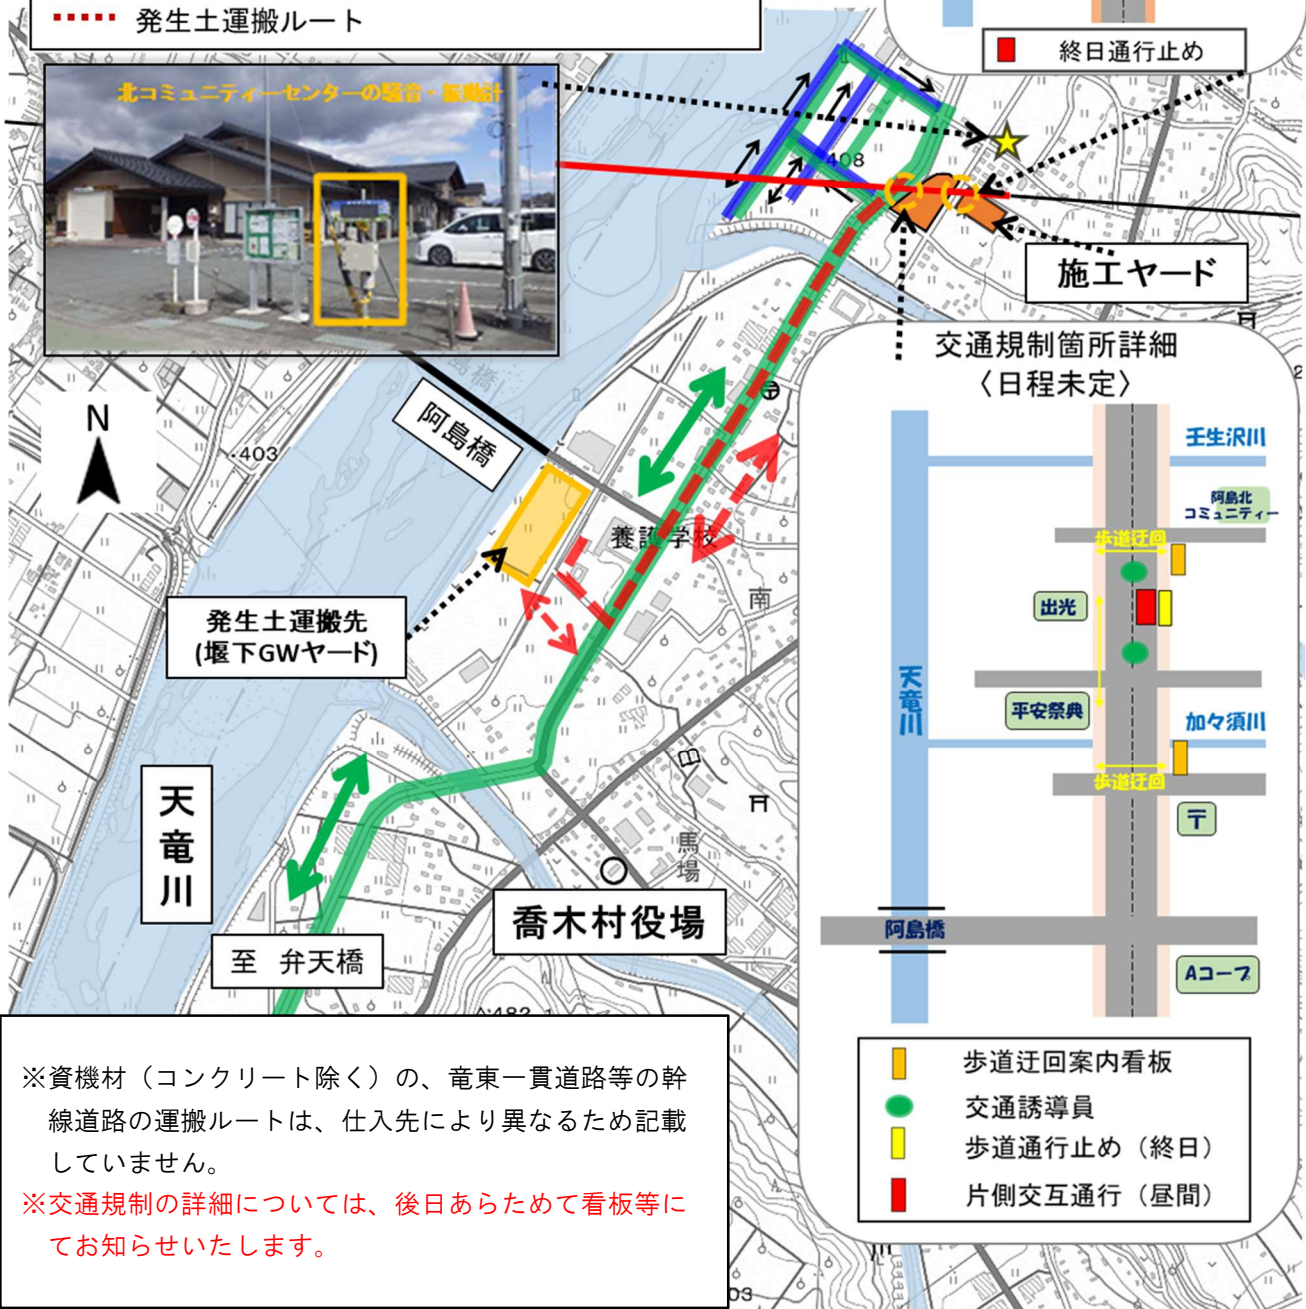 発生土運搬ルート
終日通行止め
北コミュニティーセンターの騒音・振動計
408
施工ヤード
交通規制箇所詳細
〈日程未定〉
N
403
阿島橋
養護学校
南
発生土運搬先
(堰下GWヤード)
壬生沢川
阿島北
コミュニティー
歩道迂回
出光
天竜川
平安祭典
加々須川
歩道迂回
〒
阿島橋
Aコープ
天竜川
馬場
喬木村役場
至 弁天橋
歩道迂回案内看板
交通誘導員
歩道通行止め（終日）
片側交互通行（昼間）
※資機材（コンクリート除く）の、竜東一貫道路等の幹
線道路の運搬ルートは、仕入先により異なるため記載
していません。
※交通規制の詳細については、後日あらためて看板等に
てお知らせいたします。